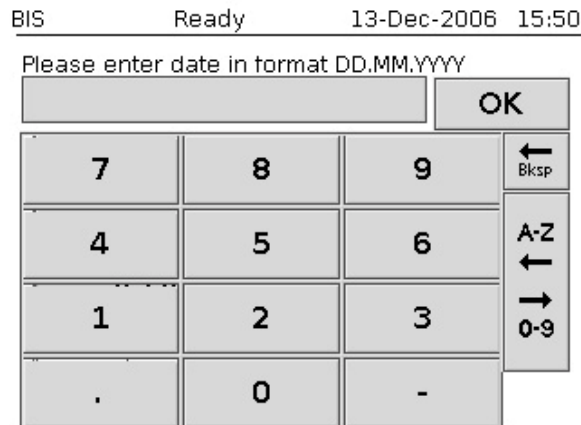 BIS Ready 13-Dec-2006 15:50
Please enter date in format DD.MM.YYYY
OK
7 8 9 Bksp
4 5 6 A-Z
1 2 3 0-9
. 0 -